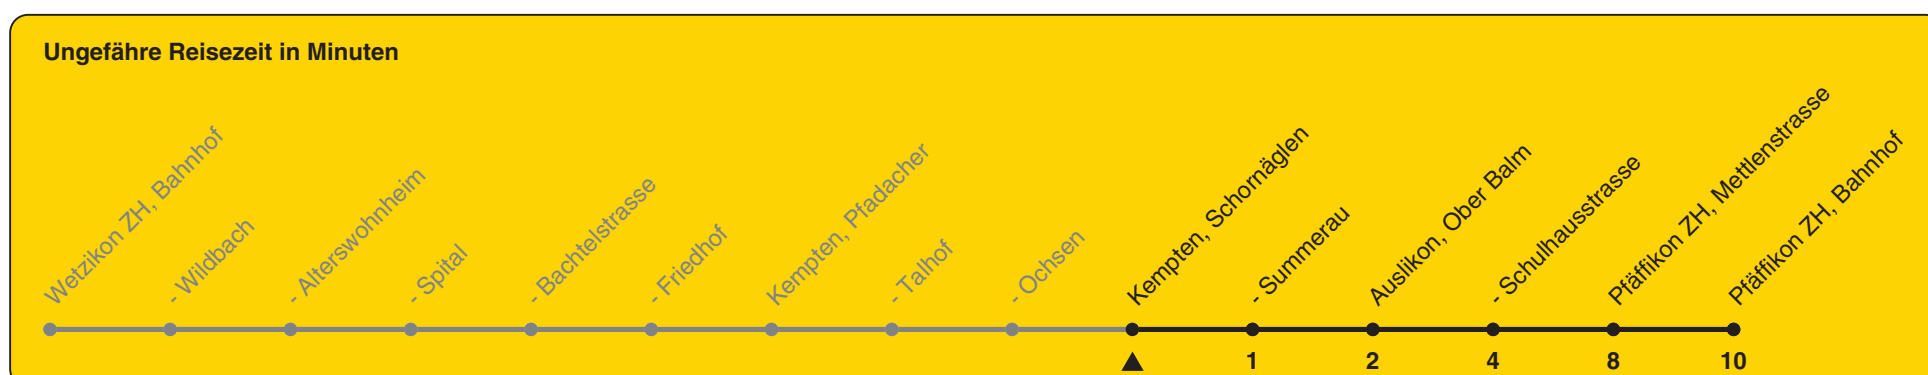 Ungefähre Reisezeit in Minuten
Wetzikon ZH, Bahnhof
- Wildbach
- Alterswohnheim
- Spital
- Bachtelstrasse
- Friedhof
Kempten, Pfadacher
- Talhof
- Ochsen
Kempten, Schornäglen
- Summerau
Auslikon, Ober Balm
- Schulhausstrasse
Pfäffikon ZH, Mettlenstrasse
Pfäffikon ZH, Bahnhof
1 2 4 8 10